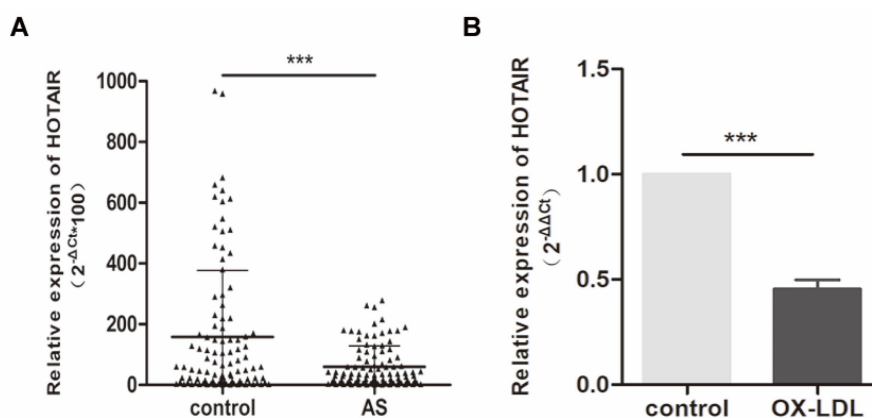 A
Relative expression of HOTAIR
(2-ΔCt*100)
1000
800
600
400
200
0
***
control
AS
B
Relative expression of HOTAIR
(2-ΔΔCt)
1.5
1.0
0.5
0.0
***
control
OX-LDL